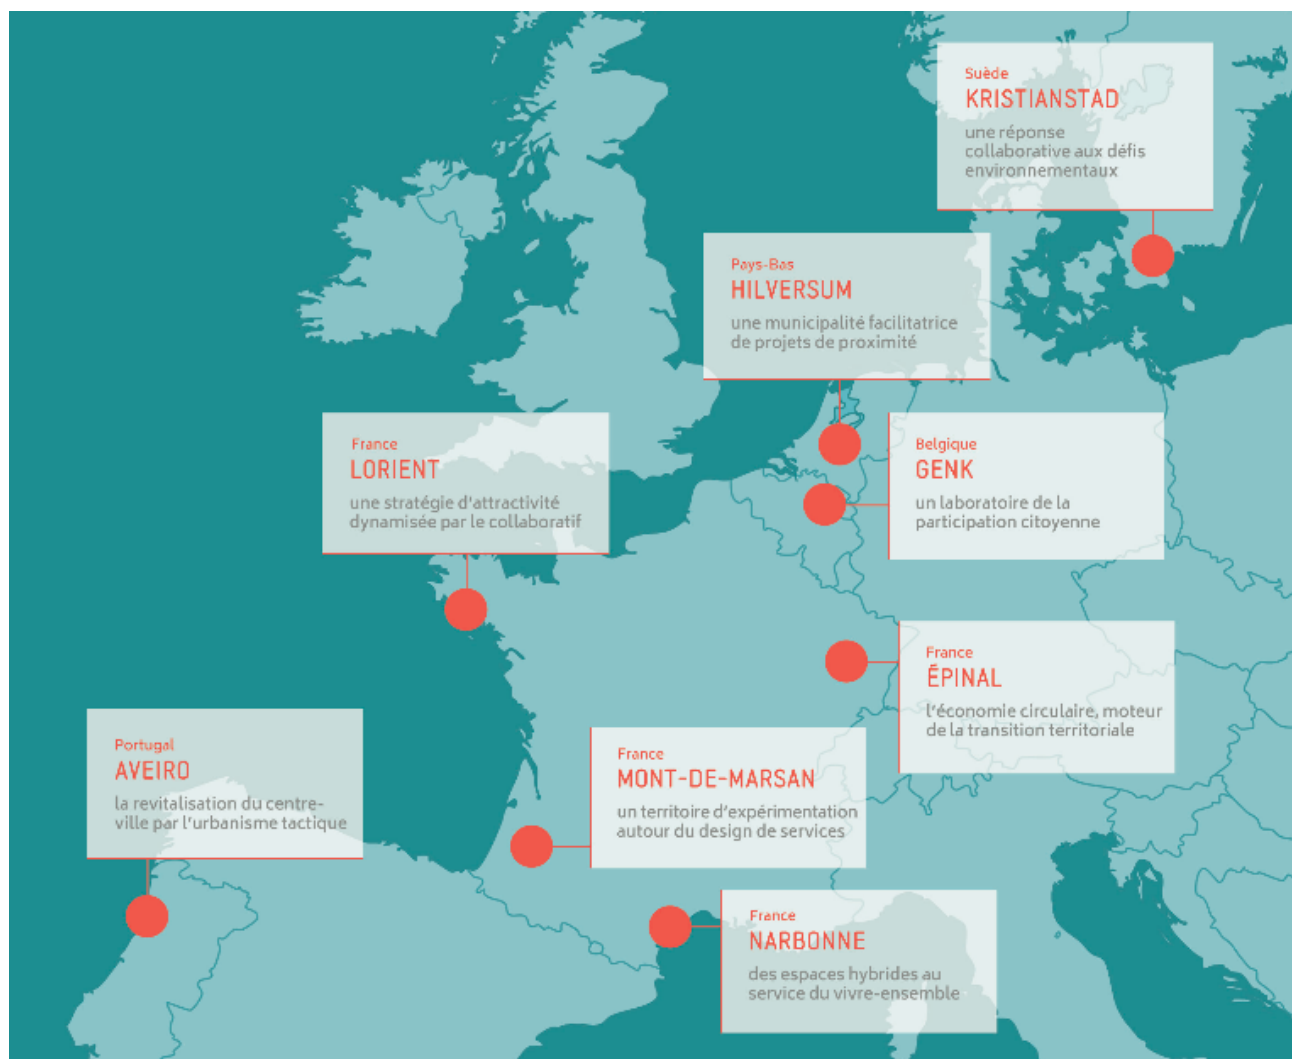 Suède
KRISTIANSTAD
une réponse
collaborative aux défis
environnementaux
Pays-Bas
HILVERSUM
une municipalité facilitatrice
de projets de proximité
France
LORIENT
une stratégie d'attractivité
dynamisée par le collaboratif
Belgique
GENK
un laboratoire de la
participation citoyenne
France
ÉPINAL
l'économie circulaire, moteur
de la transition territoriale
Portugal
AVEIRO
la revitalisation du centre-
ville par l'urbanisme tactique
France
MONT-DE-MARSAN
un territoire d'expérimentation
autour du design de services
France
NARBONNE
des espaces hybrides au
service du vivre-ensemble